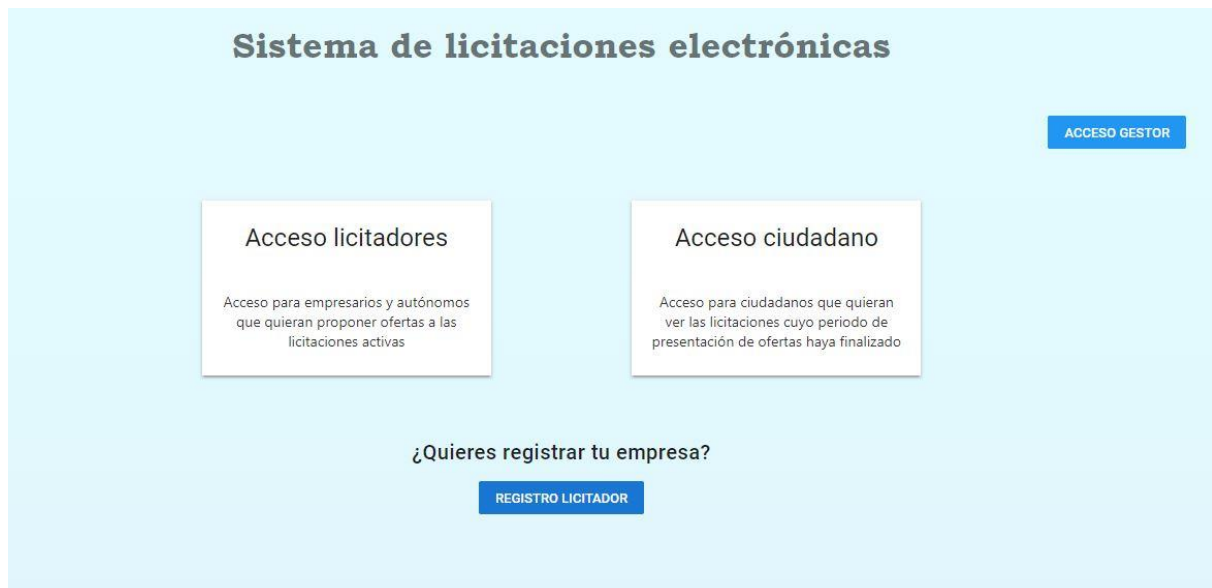 Sistema de licitaciones electrónicas
ACCESO GESTOR
Acceso licitadores
Acceso para empresarios y autónomos
que quieran proponer ofertas a las
licitaciones activas
Acceso ciudadano
Acceso para ciudadanos que quieran
ver las licitaciones cuyo periodo de
presentación de ofertas haya finalizado
¿Quieres registrar tu empresa?
REGISTRO LICITADOR